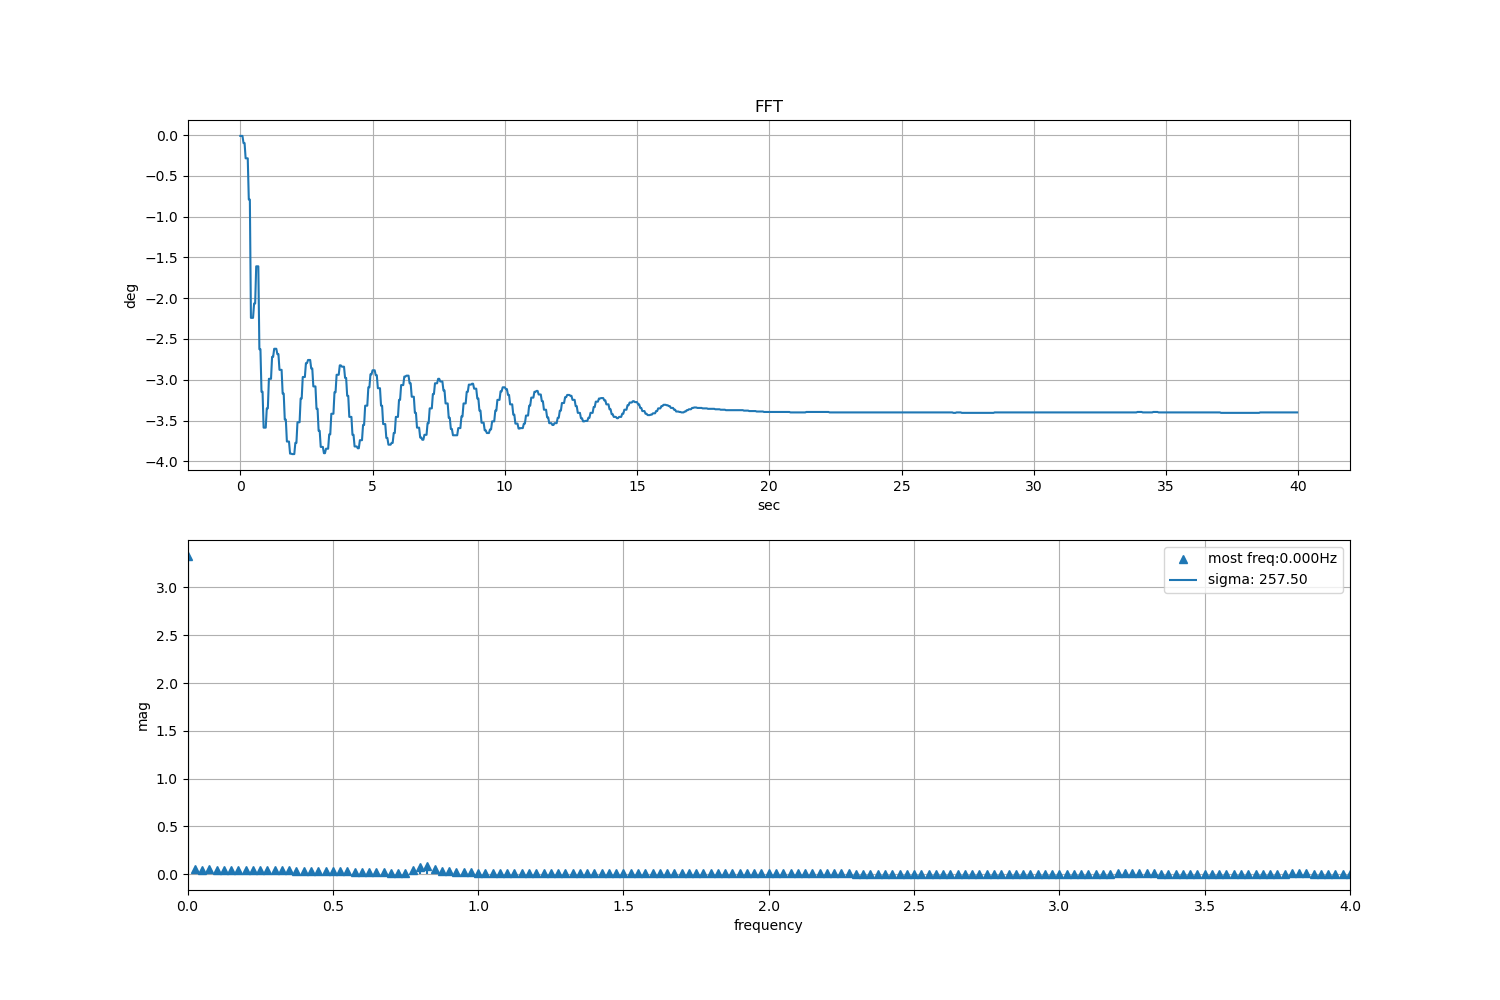 FFT
0.0
−0.5
−1.0
−1.5
−2.0
−2.5
−3.0
−3.5
−4.0
deg
0 5 10 15 20 25 30 35 40
sec
most freq:0.000Hz
sigma: 257.50
3.0
2.5
2.0
1.5
1.0
0.5
0.0
mag
0.0 0.5 1.0 1.5 2.0 2.5 3.0 3.5 4.0
frequency